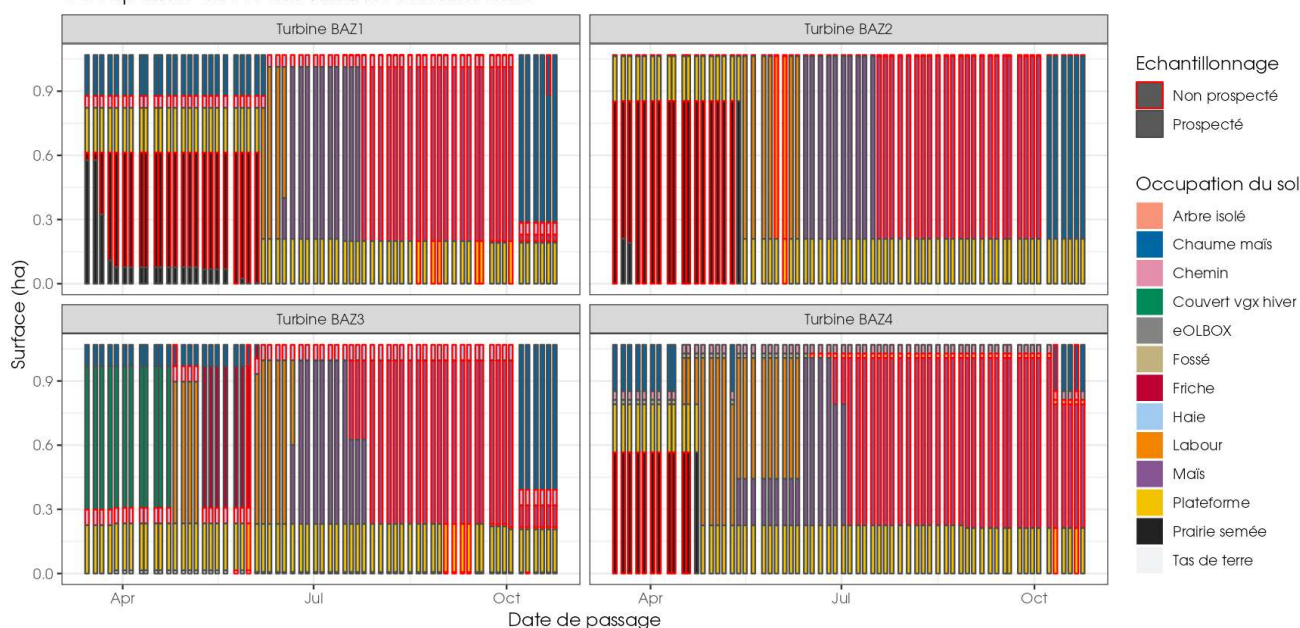 Turbine BAZ1
Turbine BAZ2
0.9
0.6
0.3
0.0
Turbine BAZ3
Turbine BAZ4
0.9
0.6
0.3
0.0
Surface (ha)
Apr
Jul
Oct
Apr
Jul
Oct
Date de passage
Echantillonnage
Non prospecté
Prospecté
Occupation du sol
Arbre isolé
Chaume maïs
Chemin
Couvert vgx hiver
eOLBOX
Fossé
Friche
Haie
Labour
Maïs
Plateforme
Prairie semée
Tas de terre